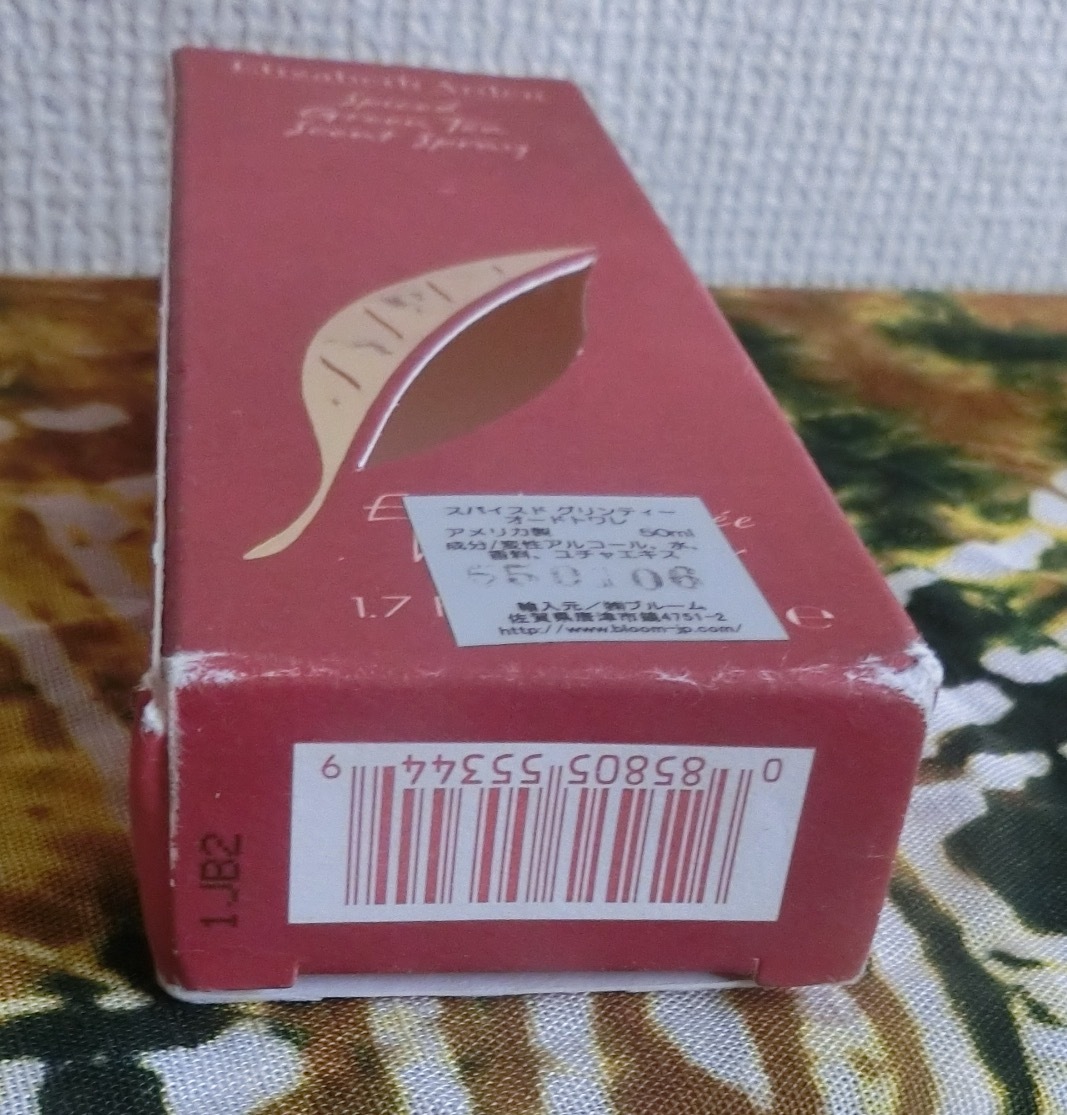 Elizabeth Arden
Spiced
Green Tea
Scent Spray
スパイスド グリンティー
オードトワレ
アメリカ製 50ml
成分/変性アルコール、水、
香料、ユチャエキス
輸入元/㈱ブルーム
佐賀県唐津市鎮4751-2
http://www.bloom-jp.com/
1.7
e
0 85805 55344 9
1JB2